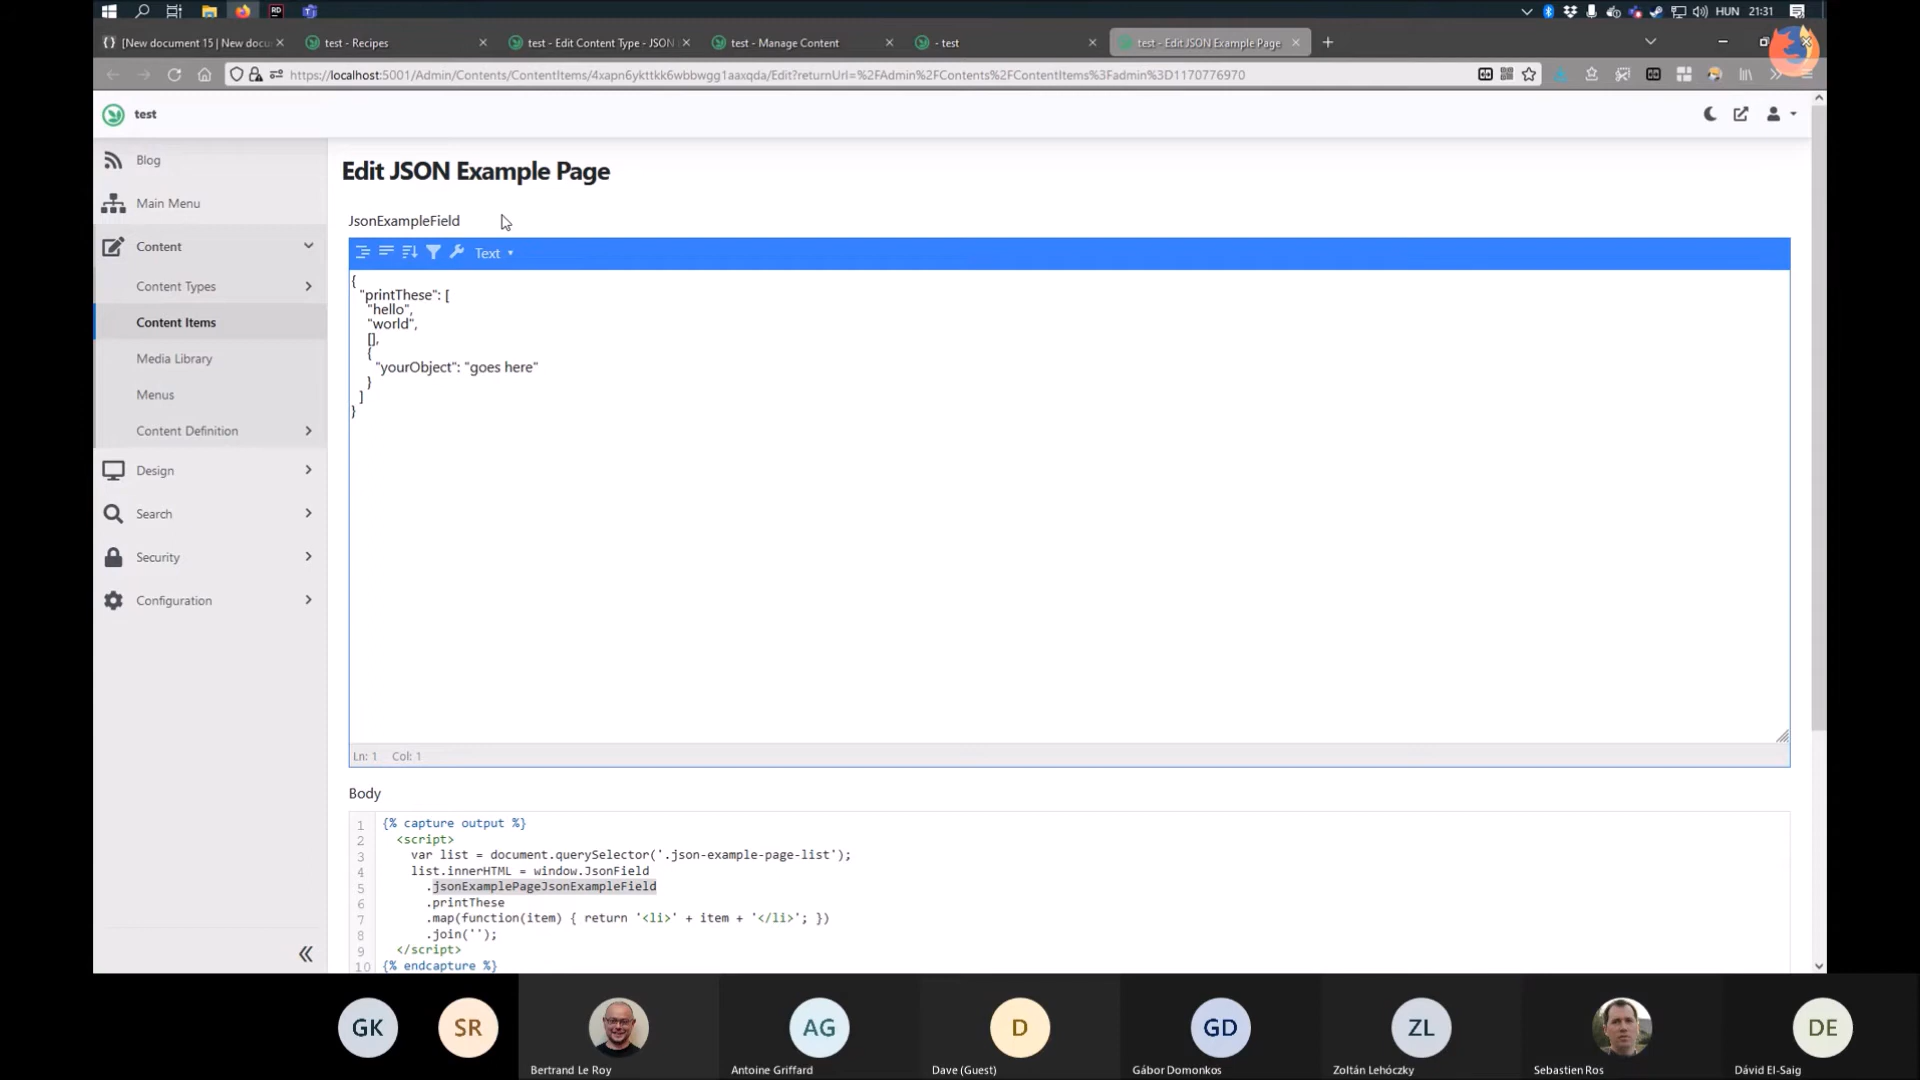 HUN 21:31
[New document 15 | New docu
test - Recipes
test - Edit Content Type - JSON
test - Manage Content
- test
test - Edit JSON Example Page
https://localhost:5001/Admin/Contents/ContentItems/4xapn6ykttkk6wbbwgg1aaxqda/Edit?returnUrl=%2FAdmin%2FContents%2FContentItems%3Fadmin%3D1170776970
test
Blog
Main Menu
Content
Content Types
Content Items
Media Library
Menus
Content Definition
Design
Search
Security
Configuration
Edit JSON Example Page
JsonExampleField
Text
{
"printThese": [
"hello",
"world",
[],
{
"yourObject": "goes here"
}
]
}
Ln: 1 Col: 1
Body
1 {% capture output %}
2 <script>
3 var list = document.querySelector('.json-example-page-list');
4 list.innerHTML = window.JsonField
5 .jsonExamplePageJsonExampleField
6 .printThese
7 .map(function(item) { return '<li>' + item + '</li>'; })
8 .join('');
9 </script>
10 {% endcapture %}
GK
SR
Bertrand Le Roy
AG
Antoine Griffard
D
Dave (Guest)
GD
Gábor Domonkos
ZL
Zoltán Lehóczky
Sebastien Ros
DE
Dávid El-Saig